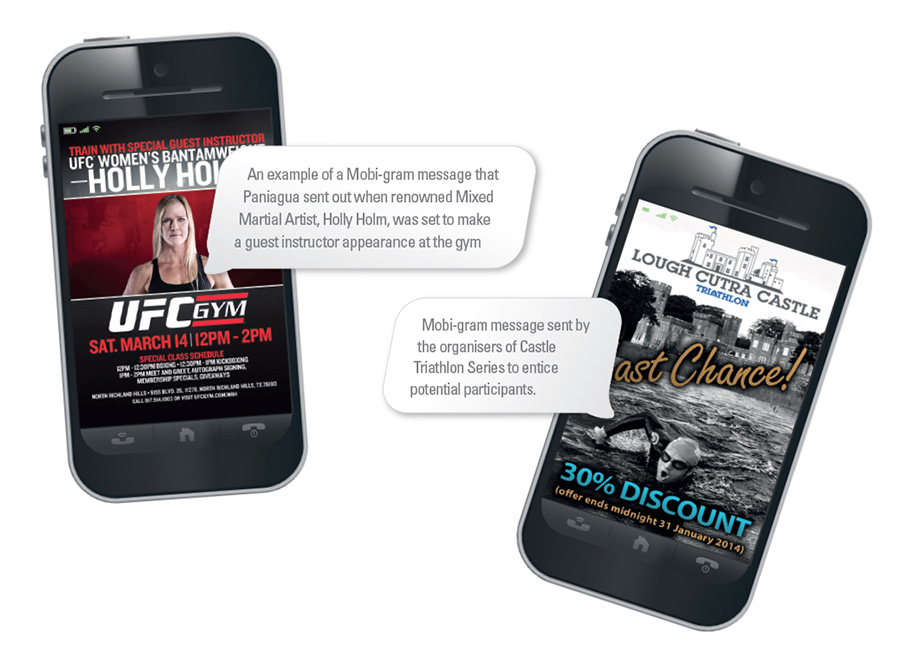 TRAIN WITH SPECIAL GUEST INSTRUCTOR
UFC WOMEN'S BANTAMWEIGHT
—HOLLY HO
UFC GYM
SAT. MARCH 14 | 12PM - 2PM
SPECIAL CLASS SCHEDULE
12PM - 12:30PM BOXING • 12:30PM - 1PM KICKBOXING
1PM - 2PM MEET AND GREET, AUTOGRAPH SIGNING,
MEMBERSHIP SPECIALS, GIVEAWAYS
NORTH RICHLAND HILLS • 9155 BLVD. 26, NORTH RICHLAND HILLS, TX 76180
CALL 817.514.6903 OR VISIT UFCGYM.COM/NRH
An example of a Mobi-gram message that
Paniagua sent out when renowned Mixed
Martial Artist, Holly Holm, was set to make
a guest instructor appearance at the gym
LOUGH CUTRA CASTLE
TRIATHLON
ast Chance!
30% DISCOUNT
(offer ends midnight 31 January 2014)
Mobi-gram message sent by
the organisers of Castle
Triathlon Series to entice
potential participants.